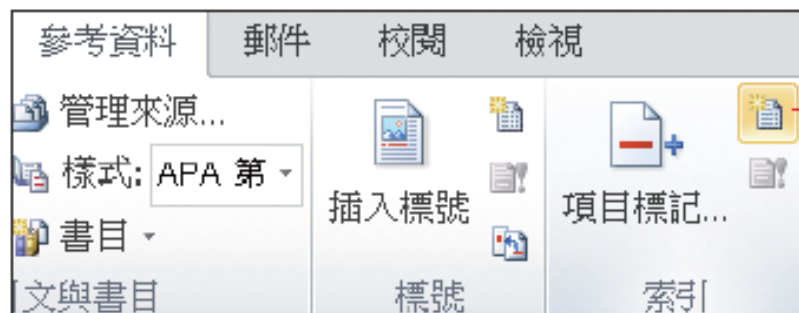 參考資料 郵件 校閱 檢視
管理來源...
樣式: APA 第
書目
插入標號
項目標記...
文與書目 標號 索引